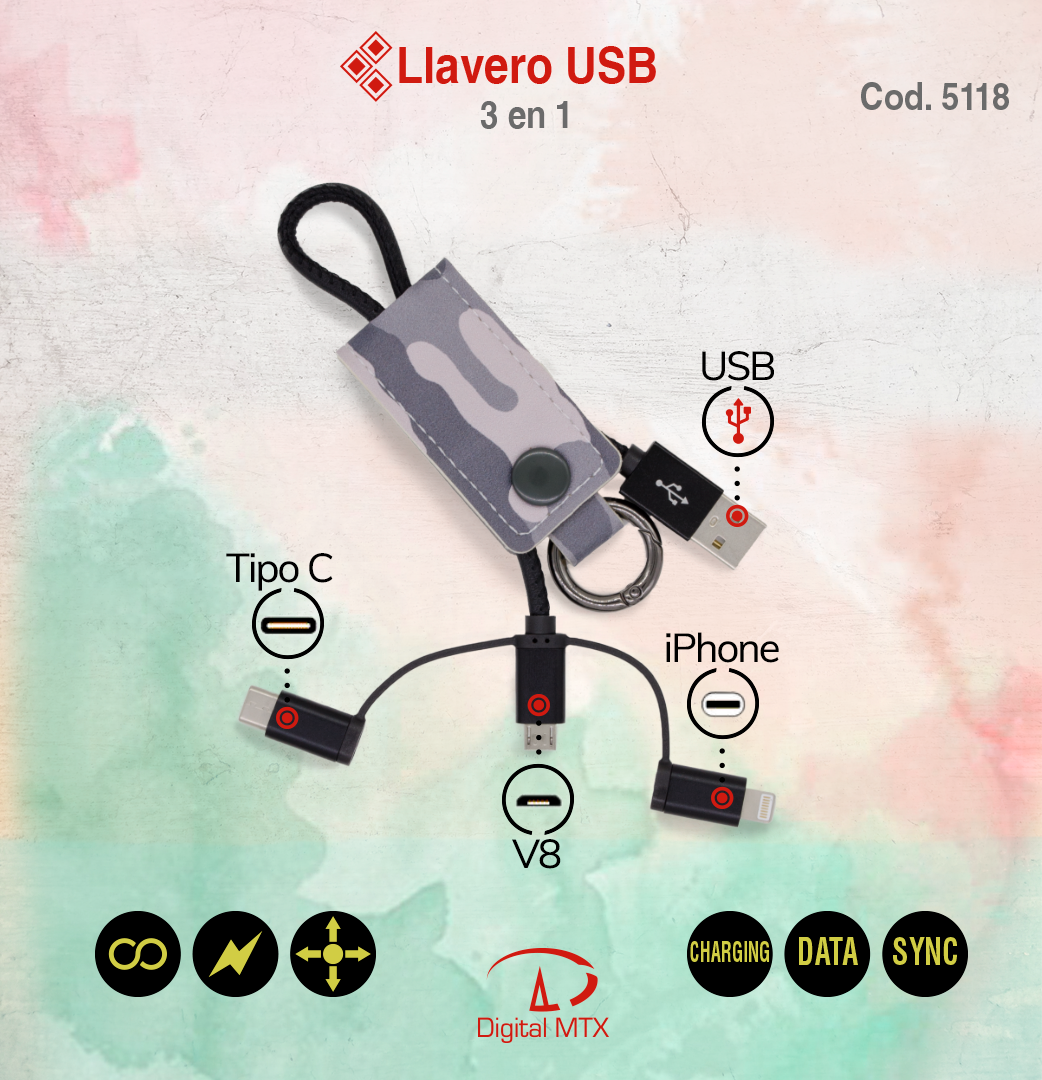 Llavero USB
3 en 1
Cod. 5118
USB
Tipo C
iPhone
V8
CHARGING
DATA
SYNC
Digital MTX